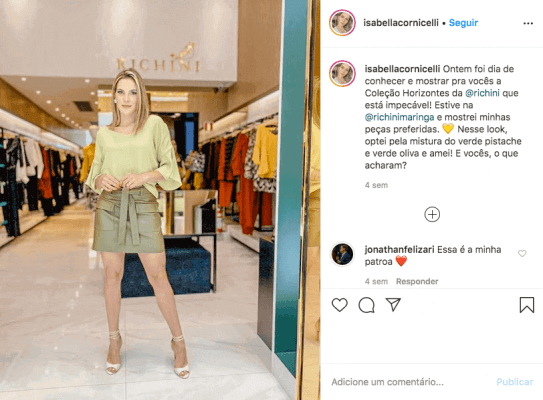 RICHINI
isabellacornicelli • Seguir
isabellacornicelli Ontem foi dia de
conhecer e mostrar pra vocês a
Coleção Horizontes da @richini que
está impecável! Estive na
@richinimaringa e mostrei minhas
peças preferidas. 💛 Nesse look,
optei pela mistura do verde pistache
e verde oliva e amei! E vocês, o que
acharam?
4 sem
jonathanfelizari Essa é a minha
patroa ❤️
4 sem Responder
Adicione um comentário... Publicar